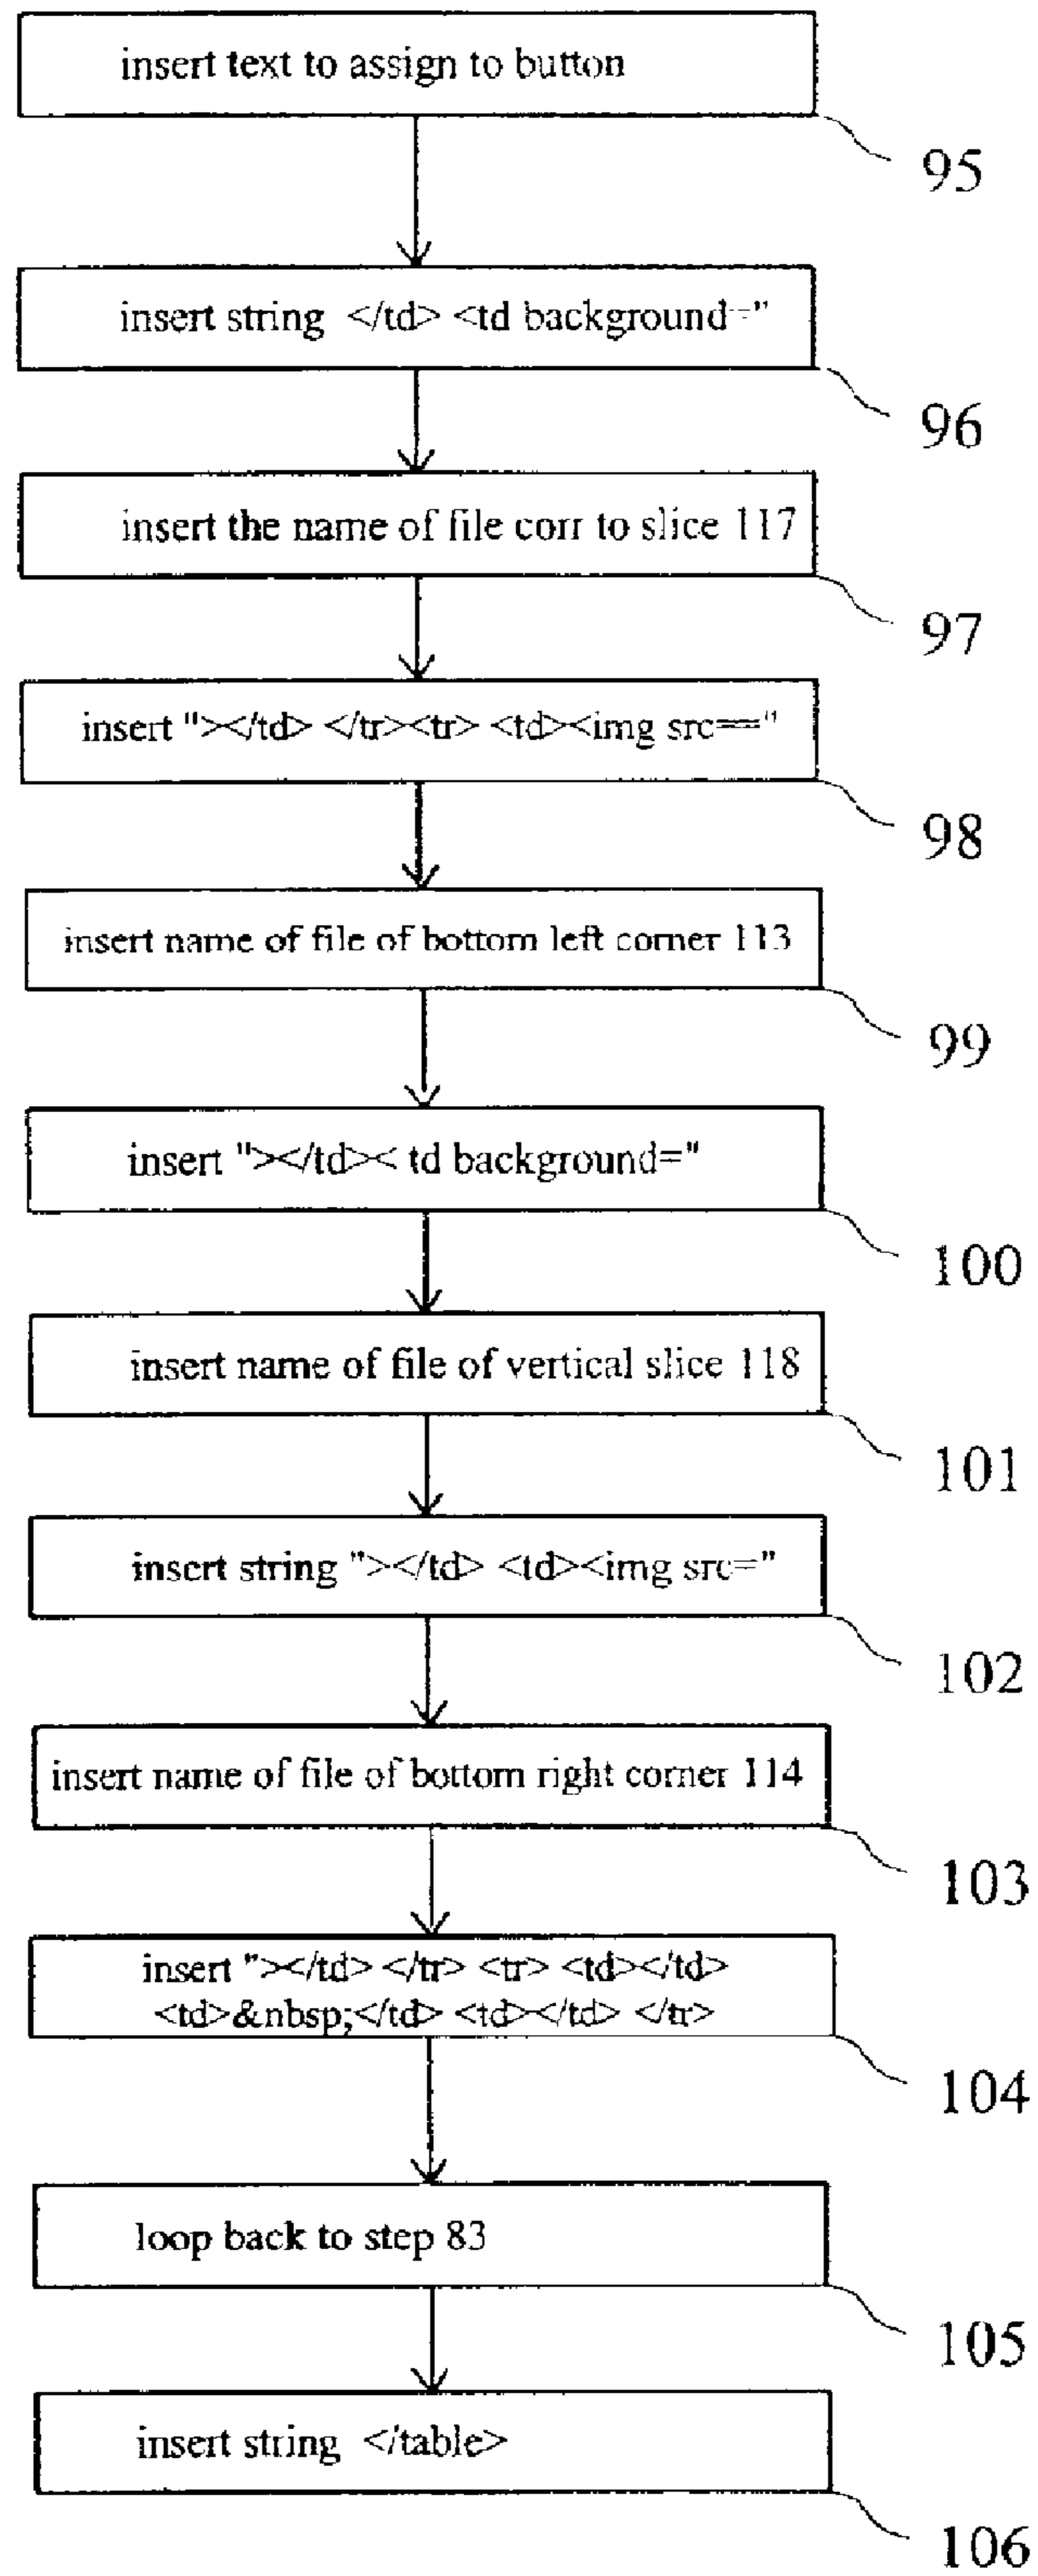 insert text to assign to button
95
insert string </td> <td background="
96
insert the name of file corr to slice 117
97
insert "></td> </tr><tr> <td><img src=="
98
insert name of file of bottom left corner 113
99
insert "></td>< td background="
100
insert name of file of vertical slice 118
101
insert string "></td> <td><img src="
102
insert name of file of bottom right corner 114
103
insert "></td> </tr> <tr> <td></td>
<td>&nbsp;</td> <td></td> </tr>
104
loop back to step 83
105
insert string </table>
106